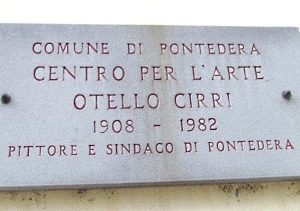 COMUNE DI PONTEDERA
CENTRO PER L'ARTE
OTELLO CIRRI
1908 - 1982
PITTORE E SINDACO DI PONTEDERA